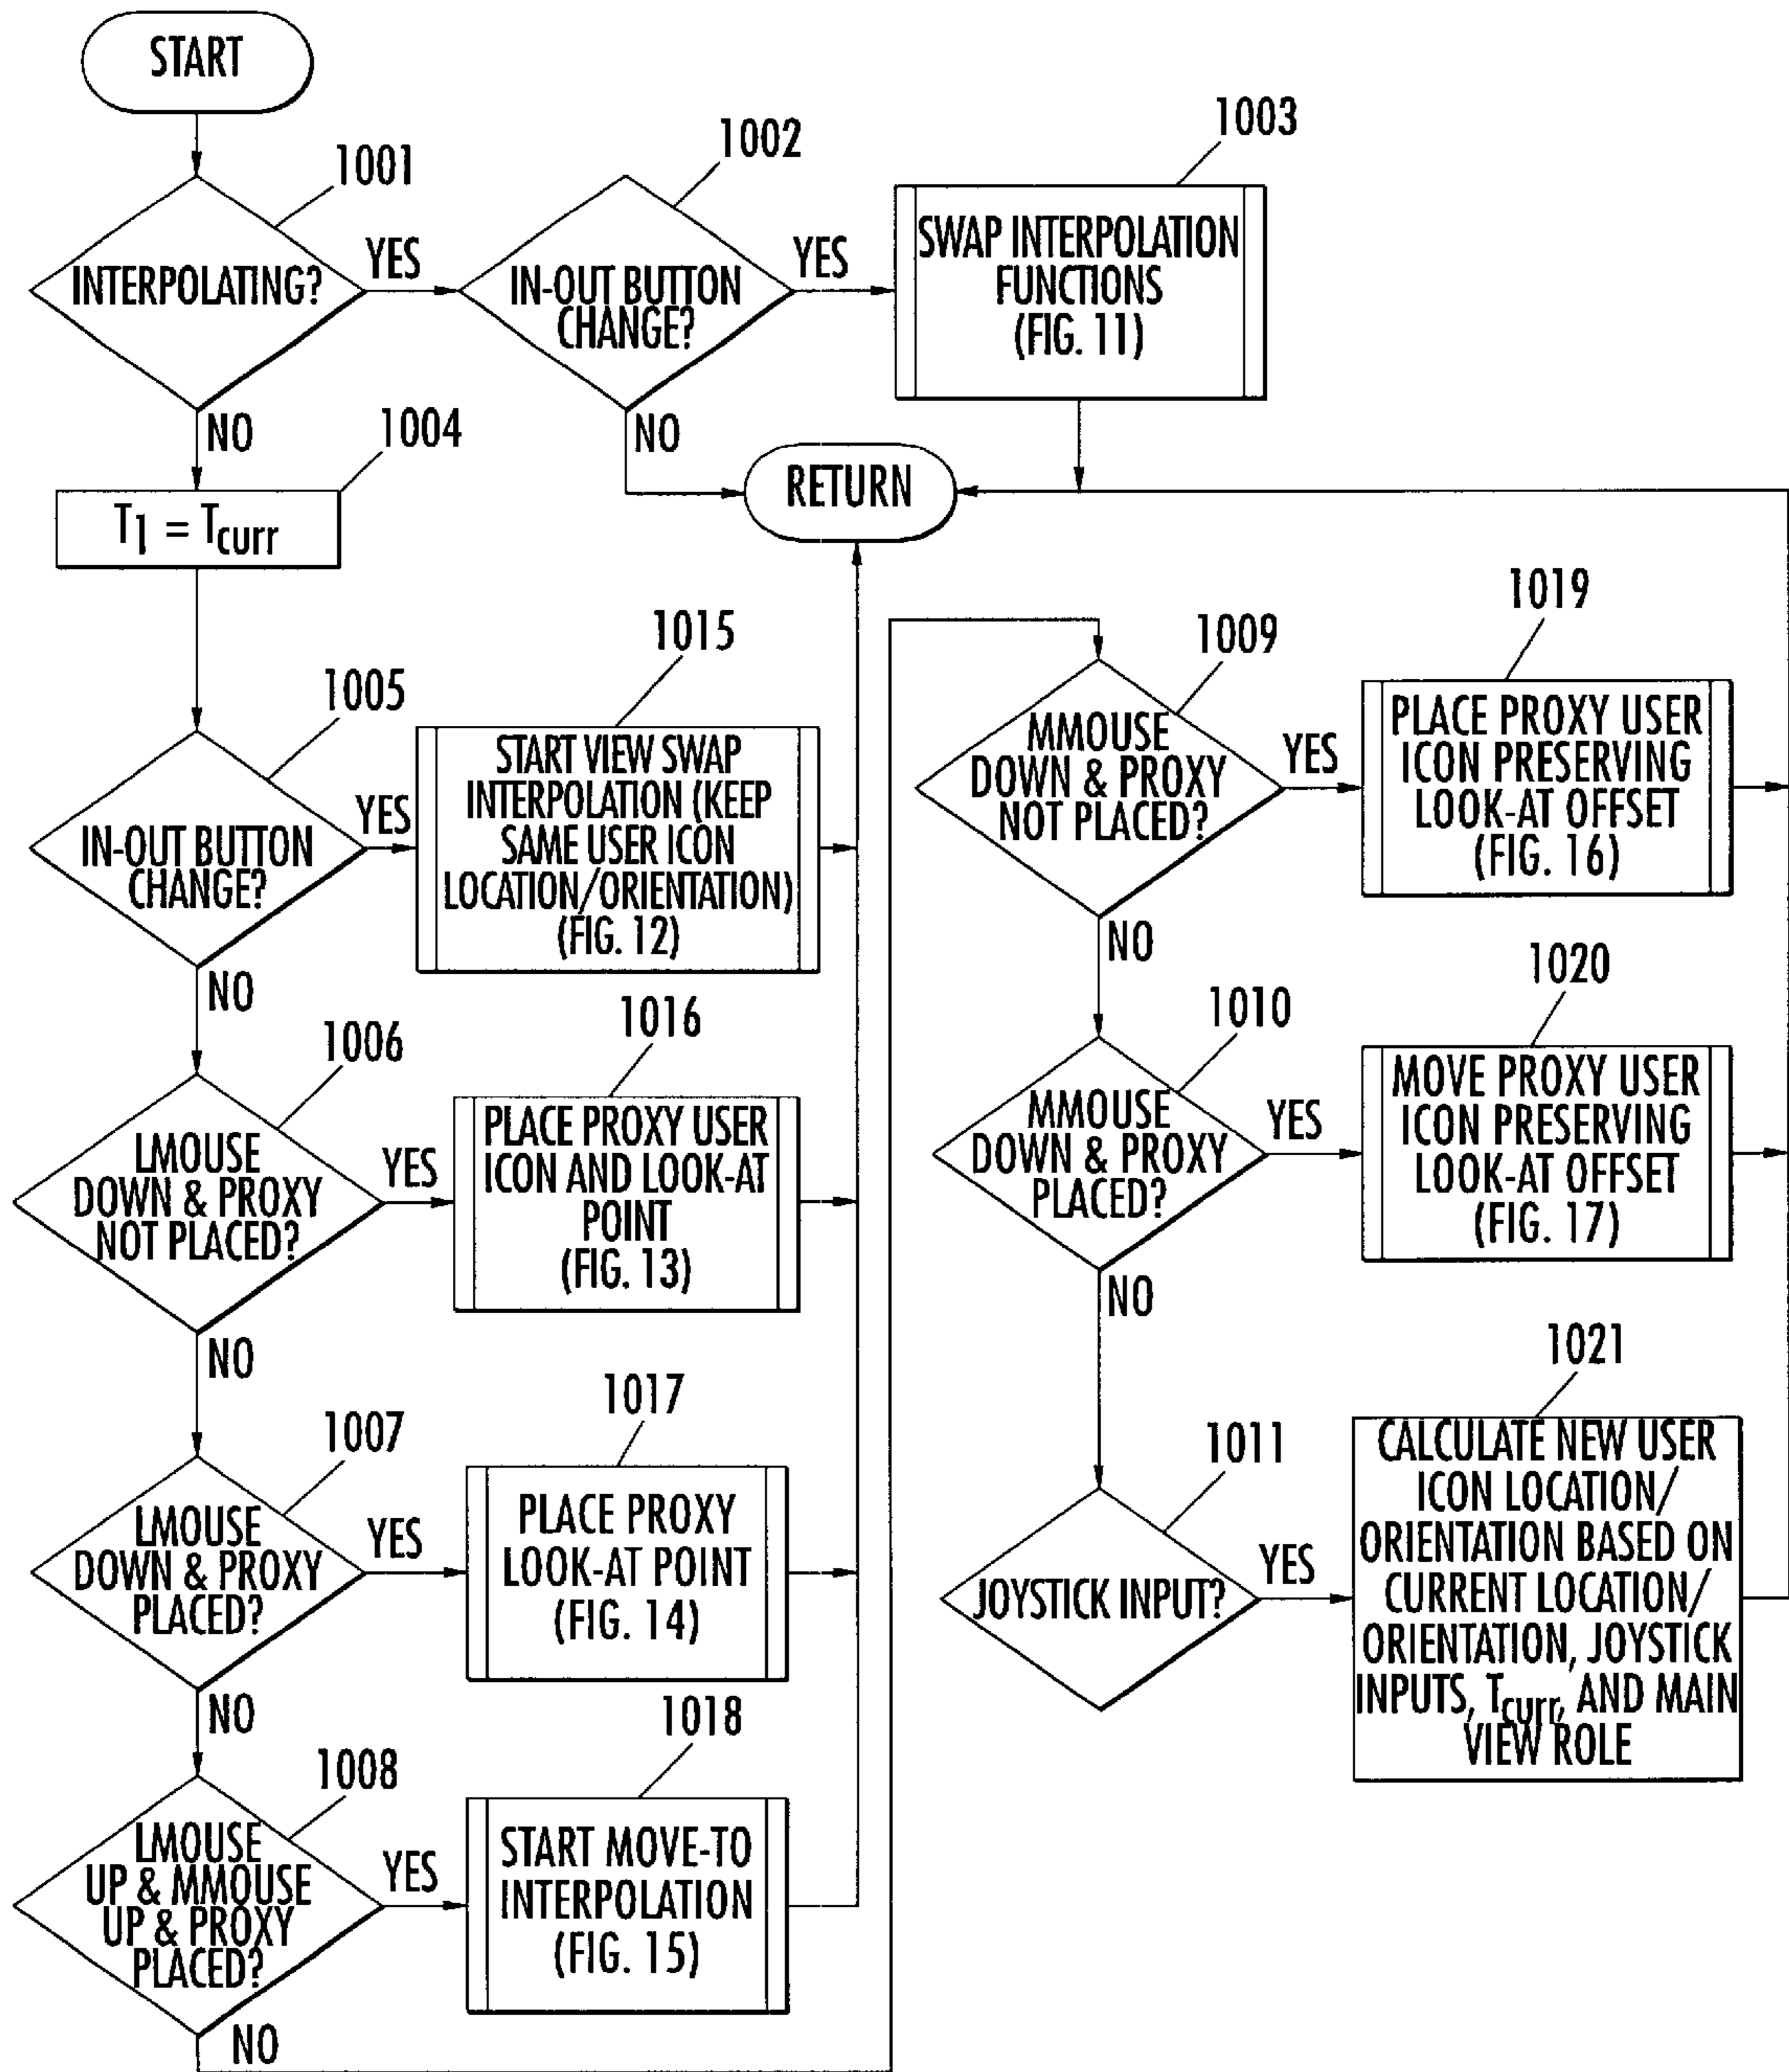 START
1001
INTERPOLATING?
YES
NO
1002
IN-OUT BUTTON
CHANGE?
YES
NO
1003
SWAP INTERPOLATION
FUNCTIONS
(FIG. 11)
RETURN
1004
T1 = Tcurr
1005
IN-OUT BUTTON
CHANGE?
YES
NO
1015
START VIEW SWAP
INTERPOLATION (KEEP
SAME USER ICON
LOCATION/ORIENTATION)
(FIG. 12)
1006
LMOUSE
DOWN & PROXY
NOT PLACED?
YES
NO
1016
PLACE PROXY USER
ICON AND LOOK-AT
POINT
(FIG. 13)
1007
LMOUSE
DOWN & PROXY
PLACED?
YES
NO
1017
PLACE PROXY
LOOK-AT POINT
(FIG. 14)
1008
LMOUSE
UP & MMOUSE
UP & PROXY
PLACED?
YES
NO
1018
START MOVE-TO
INTERPOLATION
(FIG. 15)
1009
MMOUSE
DOWN & PROXY
NOT PLACED?
YES
NO
1019
PLACE PROXY USER
ICON PRESERVING
LOOK-AT OFFSET
(FIG. 16)
1010
MMOUSE
DOWN & PROXY
PLACED?
YES
NO
1020
MOVE PROXY USER
ICON PRESERVING
LOOK-AT OFFSET
(FIG. 17)
1011
JOYSTICK INPUT?
YES
1021
CALCULATE NEW USER
ICON LOCATION/
ORIENTATION BASED ON
CURRENT LOCATION/
ORIENTATION, JOYSTICK
INPUTS, Tcurr, AND MAIN
VIEW ROLE